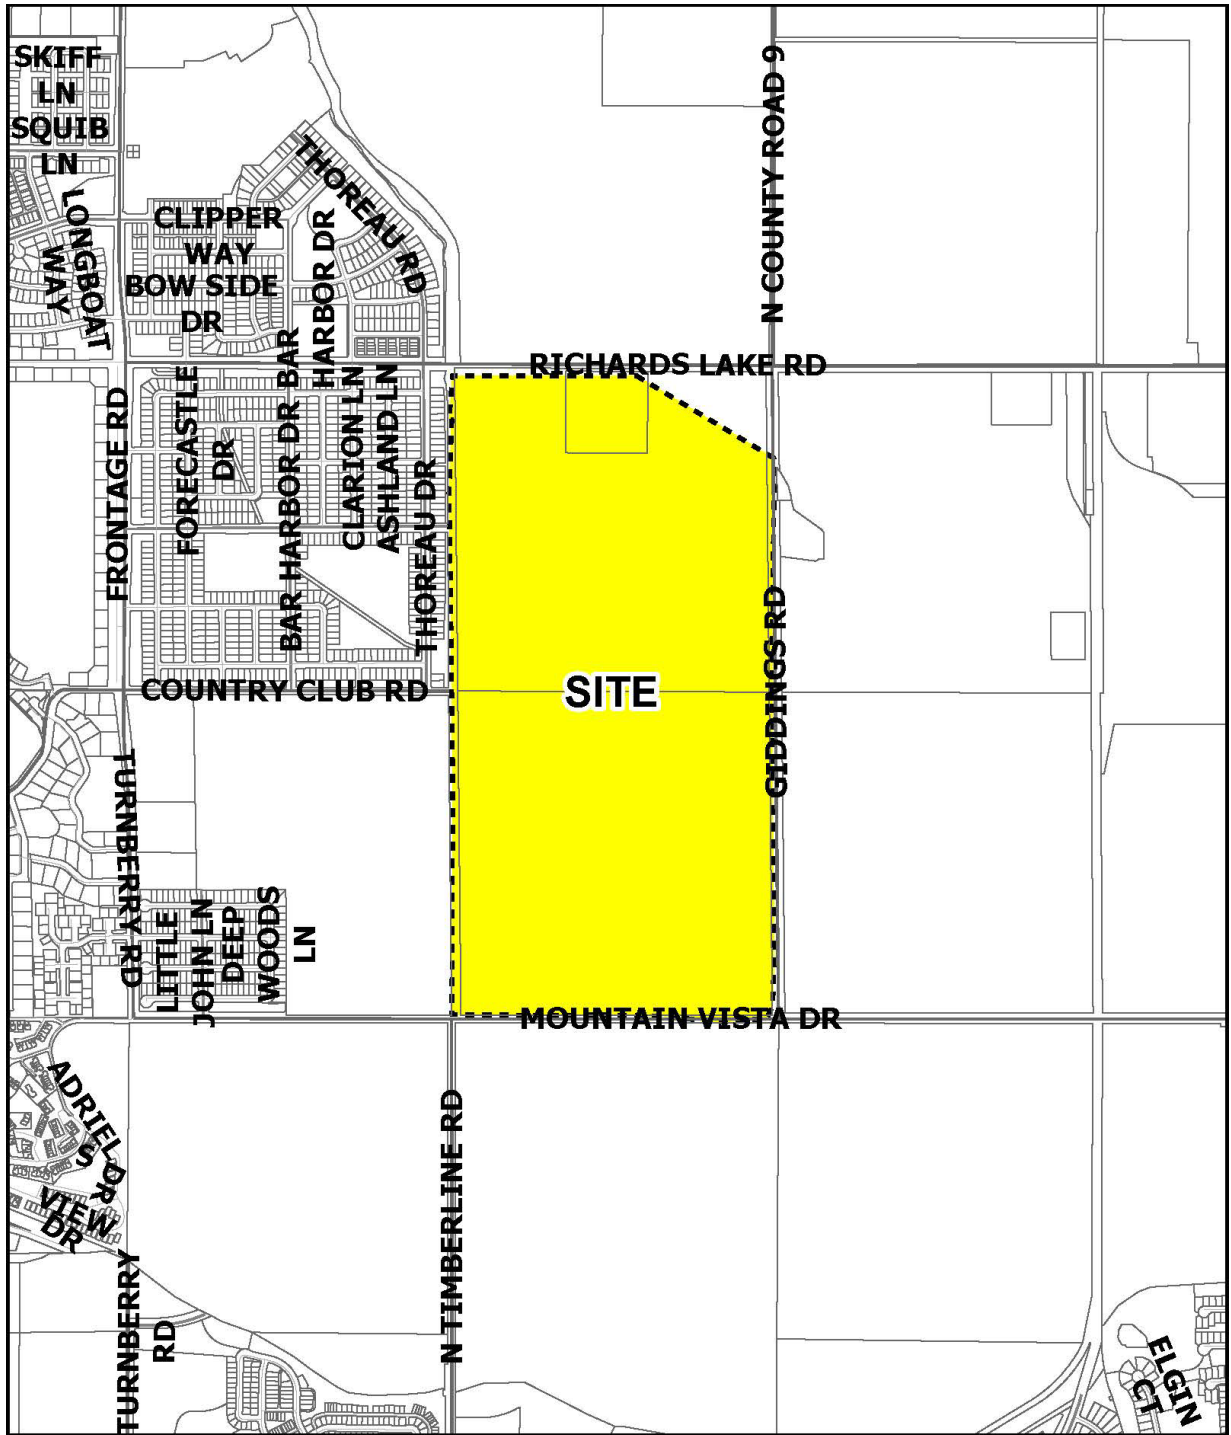 SKIFF
LN
SQUIB
LN
LONGBOAT
WAY
CLIPPER
WAY
BOW SIDE
DR
THOREAU RD
HARBOR DR
BAR
N COUNTY ROAD 9
RICHARDS LAKE RD
FRONTAGE RD
FORECASTLE
DR
BAR HARBOR DR
CLARION LN
ASHLAND LN
THOREAU DR
GIDDINGS RD
SITE
COUNTRY CLUB RD
TURNBERRY RD
LITTLE
JOHN LN
DEEP
WOODS
LN
MOUNTAIN VISTA DR
ADRIEL DR
S
VIEW
DR
TURNBERRY
RD
N TIMBERLINE RD
ELGIN
CT